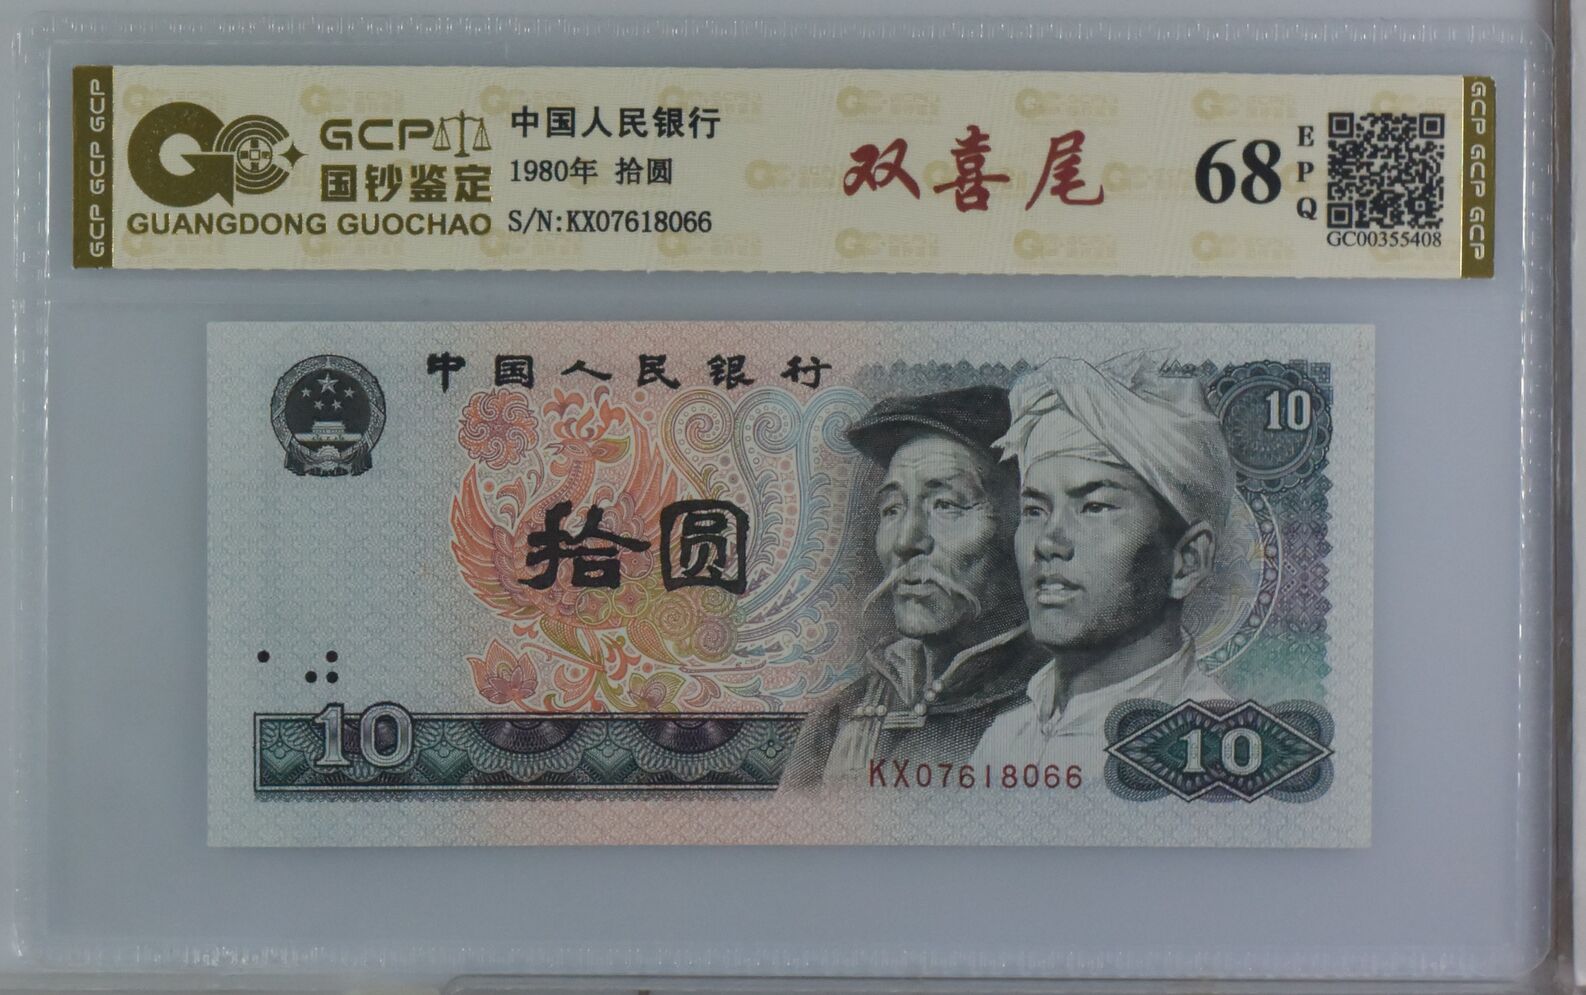 GCP GCP GCP
GCP
国钞鉴定
GUANGDONG GUOCHAO
中国人民银行
1980年 拾圆
S/N:KX07618066
双喜尾
68
EPQ
GC00355408
GCP GCP GCP
中国人民银行
10
拾圆
10
KX07618066
10